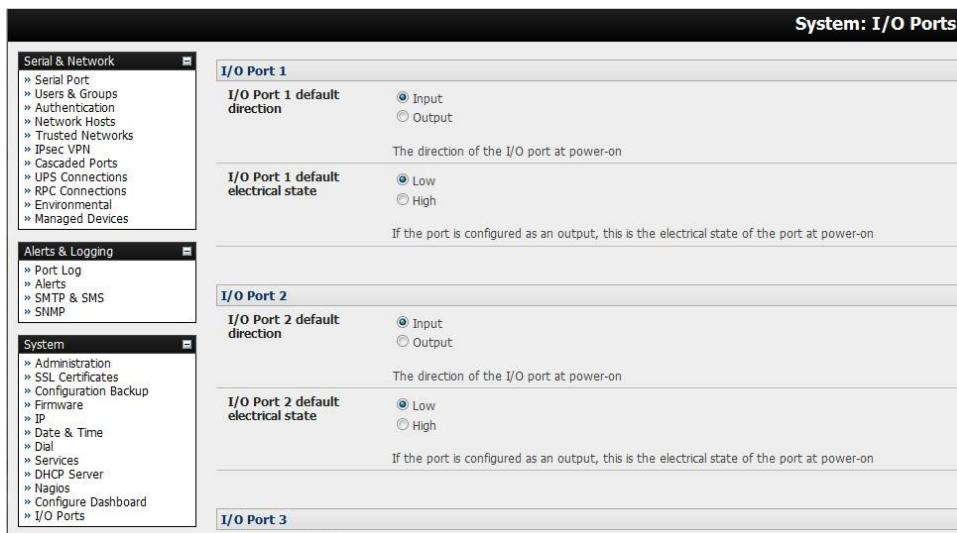 System: I/O Ports
Serial & Network
» Serial Port
» Users & Groups
» Authentication
» Network Hosts
» Trusted Networks
» IPsec VPN
» Cascaded Ports
» UPS Connections
» RPC Connections
» Environmental
» Managed Devices
Alerts & Logging
» Port Log
» Alerts
» SMTP & SMS
» SNMP
System
» Administration
» SSL Certificates
» Configuration Backup
» Firmware
» IP
» Date & Time
» Dial
» Services
» DHCP Server
» Nagios
» Configure Dashboard
» I/O Ports
I/O Port 1
I/O Port 1 default
direction
Input
Output
The direction of the I/O port at power-on
I/O Port 1 default
electrical state
Low
High
If the port is configured as an output, this is the electrical state of the port at power-on
I/O Port 2
I/O Port 2 default
direction
Input
Output
The direction of the I/O port at power-on
I/O Port 2 default
electrical state
Low
High
If the port is configured as an output, this is the electrical state of the port at power-on
I/O Port 3